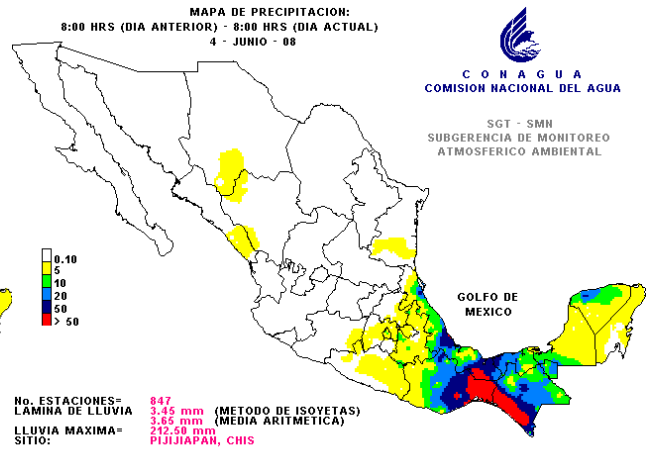 MAPA DE PRECIPITACION:
8:00 HRS (DIA ANTERIOR) - 8:00 HRS (DIA ACTUAL)
4 - JUNIO - 08
C O N A G U A
COMISION NACIONAL DEL AGUA
SGT - SMN
SUBGERENCIA DE MONITOREO
ATMOSFERICO AMBIENTAL
0.10
5
10
20
50
> 50
GOLFO DE
MEXICO
No. ESTACIONES= 847
LAMINA DE LLUVIA 3.45 mm (METODO DE ISOYETAS)
3.65 mm (MEDIA ARITMETICA)
LLUVIA MAXIMA= 212.50 mm
SITIO: PIJIJIAPAN, CHIS